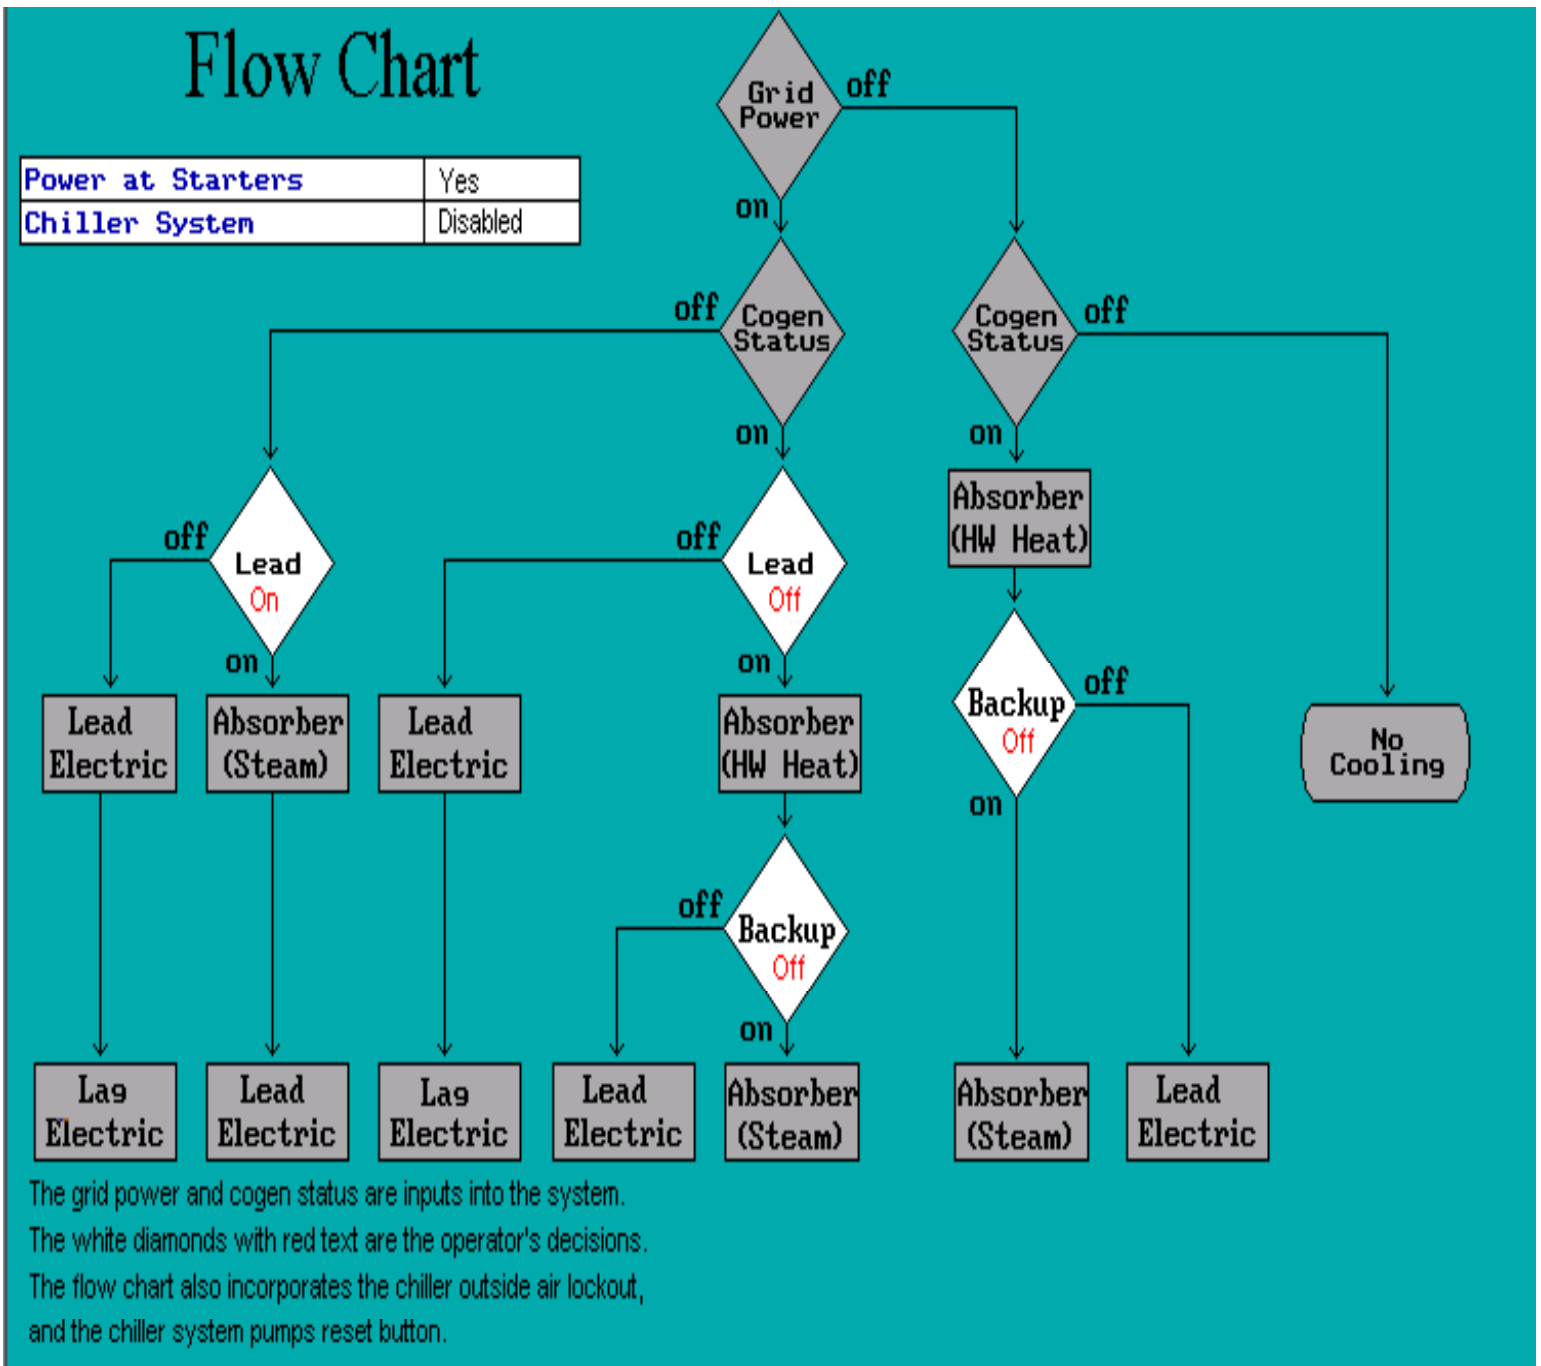 Flow Chart
Power at Starters Yes
Chiller System Disabled
Grid
Power
off
on
off
Cogen
Status
on
Cogen
Status
off
on
off
Lead
On
on
off
Lead
Off
on
Absorber
(HW Heat)
Lead
Electric
Absorber
(Steam)
Lead
Electric
Absorber
(HW Heat)
Backup
Off
off
on
No
Cooling
off
Backup
Off
on
Lag
Electric
Lead
Electric
Lag
Electric
Lead
Electric
Absorber
(Steam)
Absorber
(Steam)
Lead
Electric
The grid power and cogen status are inputs into the system.
The white diamonds with red text are the operator's decisions.
The flow chart also incorporates the chiller outside air lockout,
and the chiller system pumps reset button.